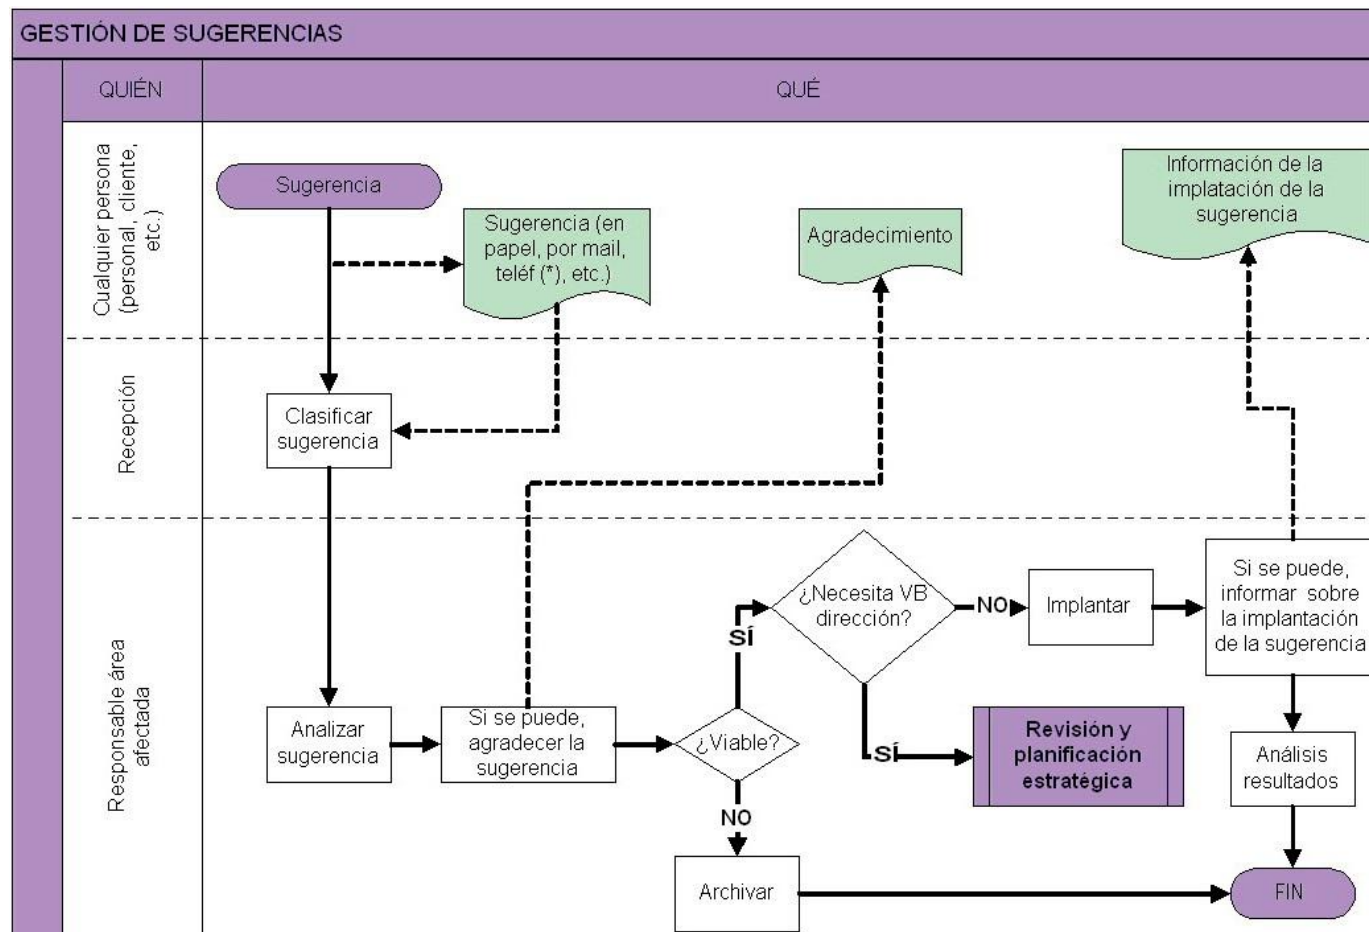 GESTIÓN DE SUGERENCIAS
QUIÉN
QUÉ
Cualquier persona
(personal, cliente,
etc.)
Sugerencia
Sugerencia (en
papel, por mail,
teléf (*), etc.)
Agradecimiento
Información de la
implatación de la
sugerencia
Recepción
Clasificar
sugerencia
Responsable área
afectada
Analizar
sugerencia
Si se puede,
agradecer la
sugerencia
¿Viable?
SÍ
NO
¿Necesita VB
dirección?
NO
SÍ
Implantar
Si se puede,
informar sobre
la implantación
de la sugerencia
Revisión y
planificación
estratégica
Análisis
resultados
Archivar
FIN